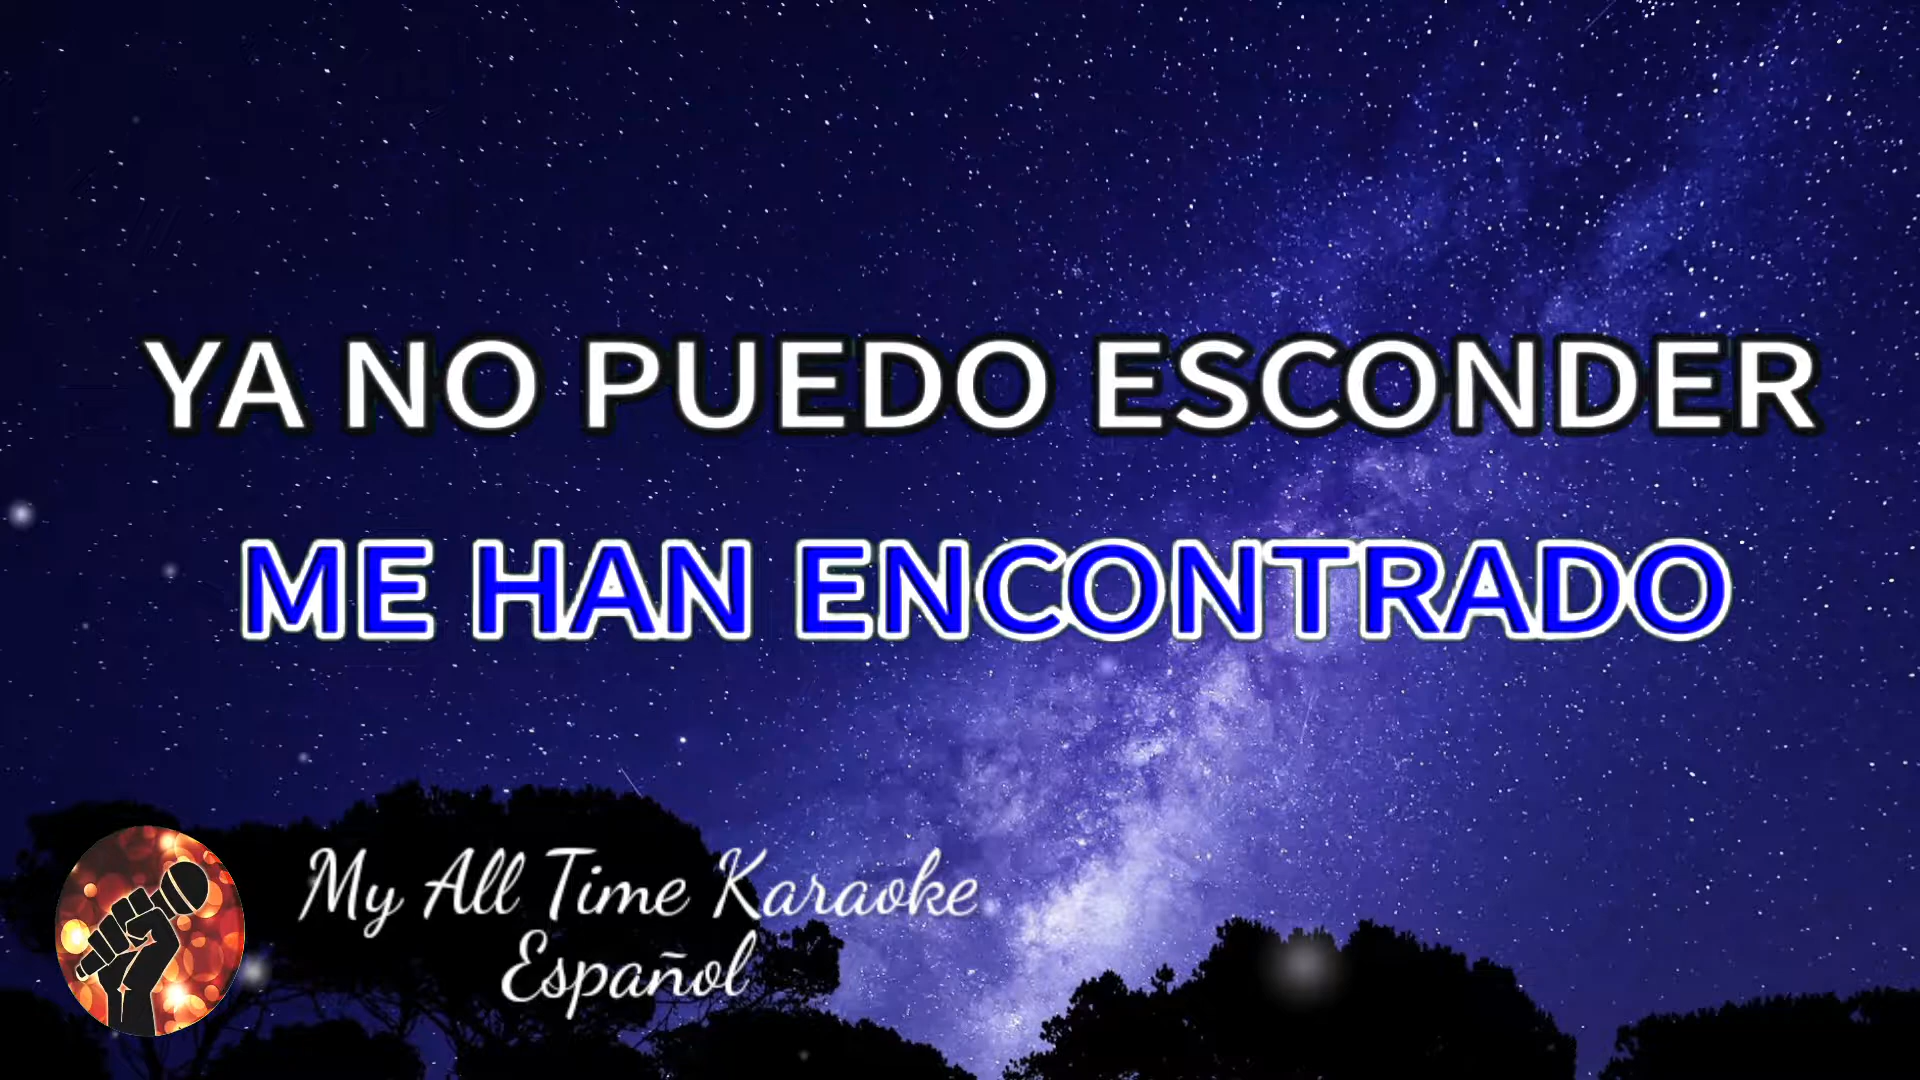 YA NO PUEDO ESCONDER
ME HAN ENCONTRADO
My All Time Karaoke
Español